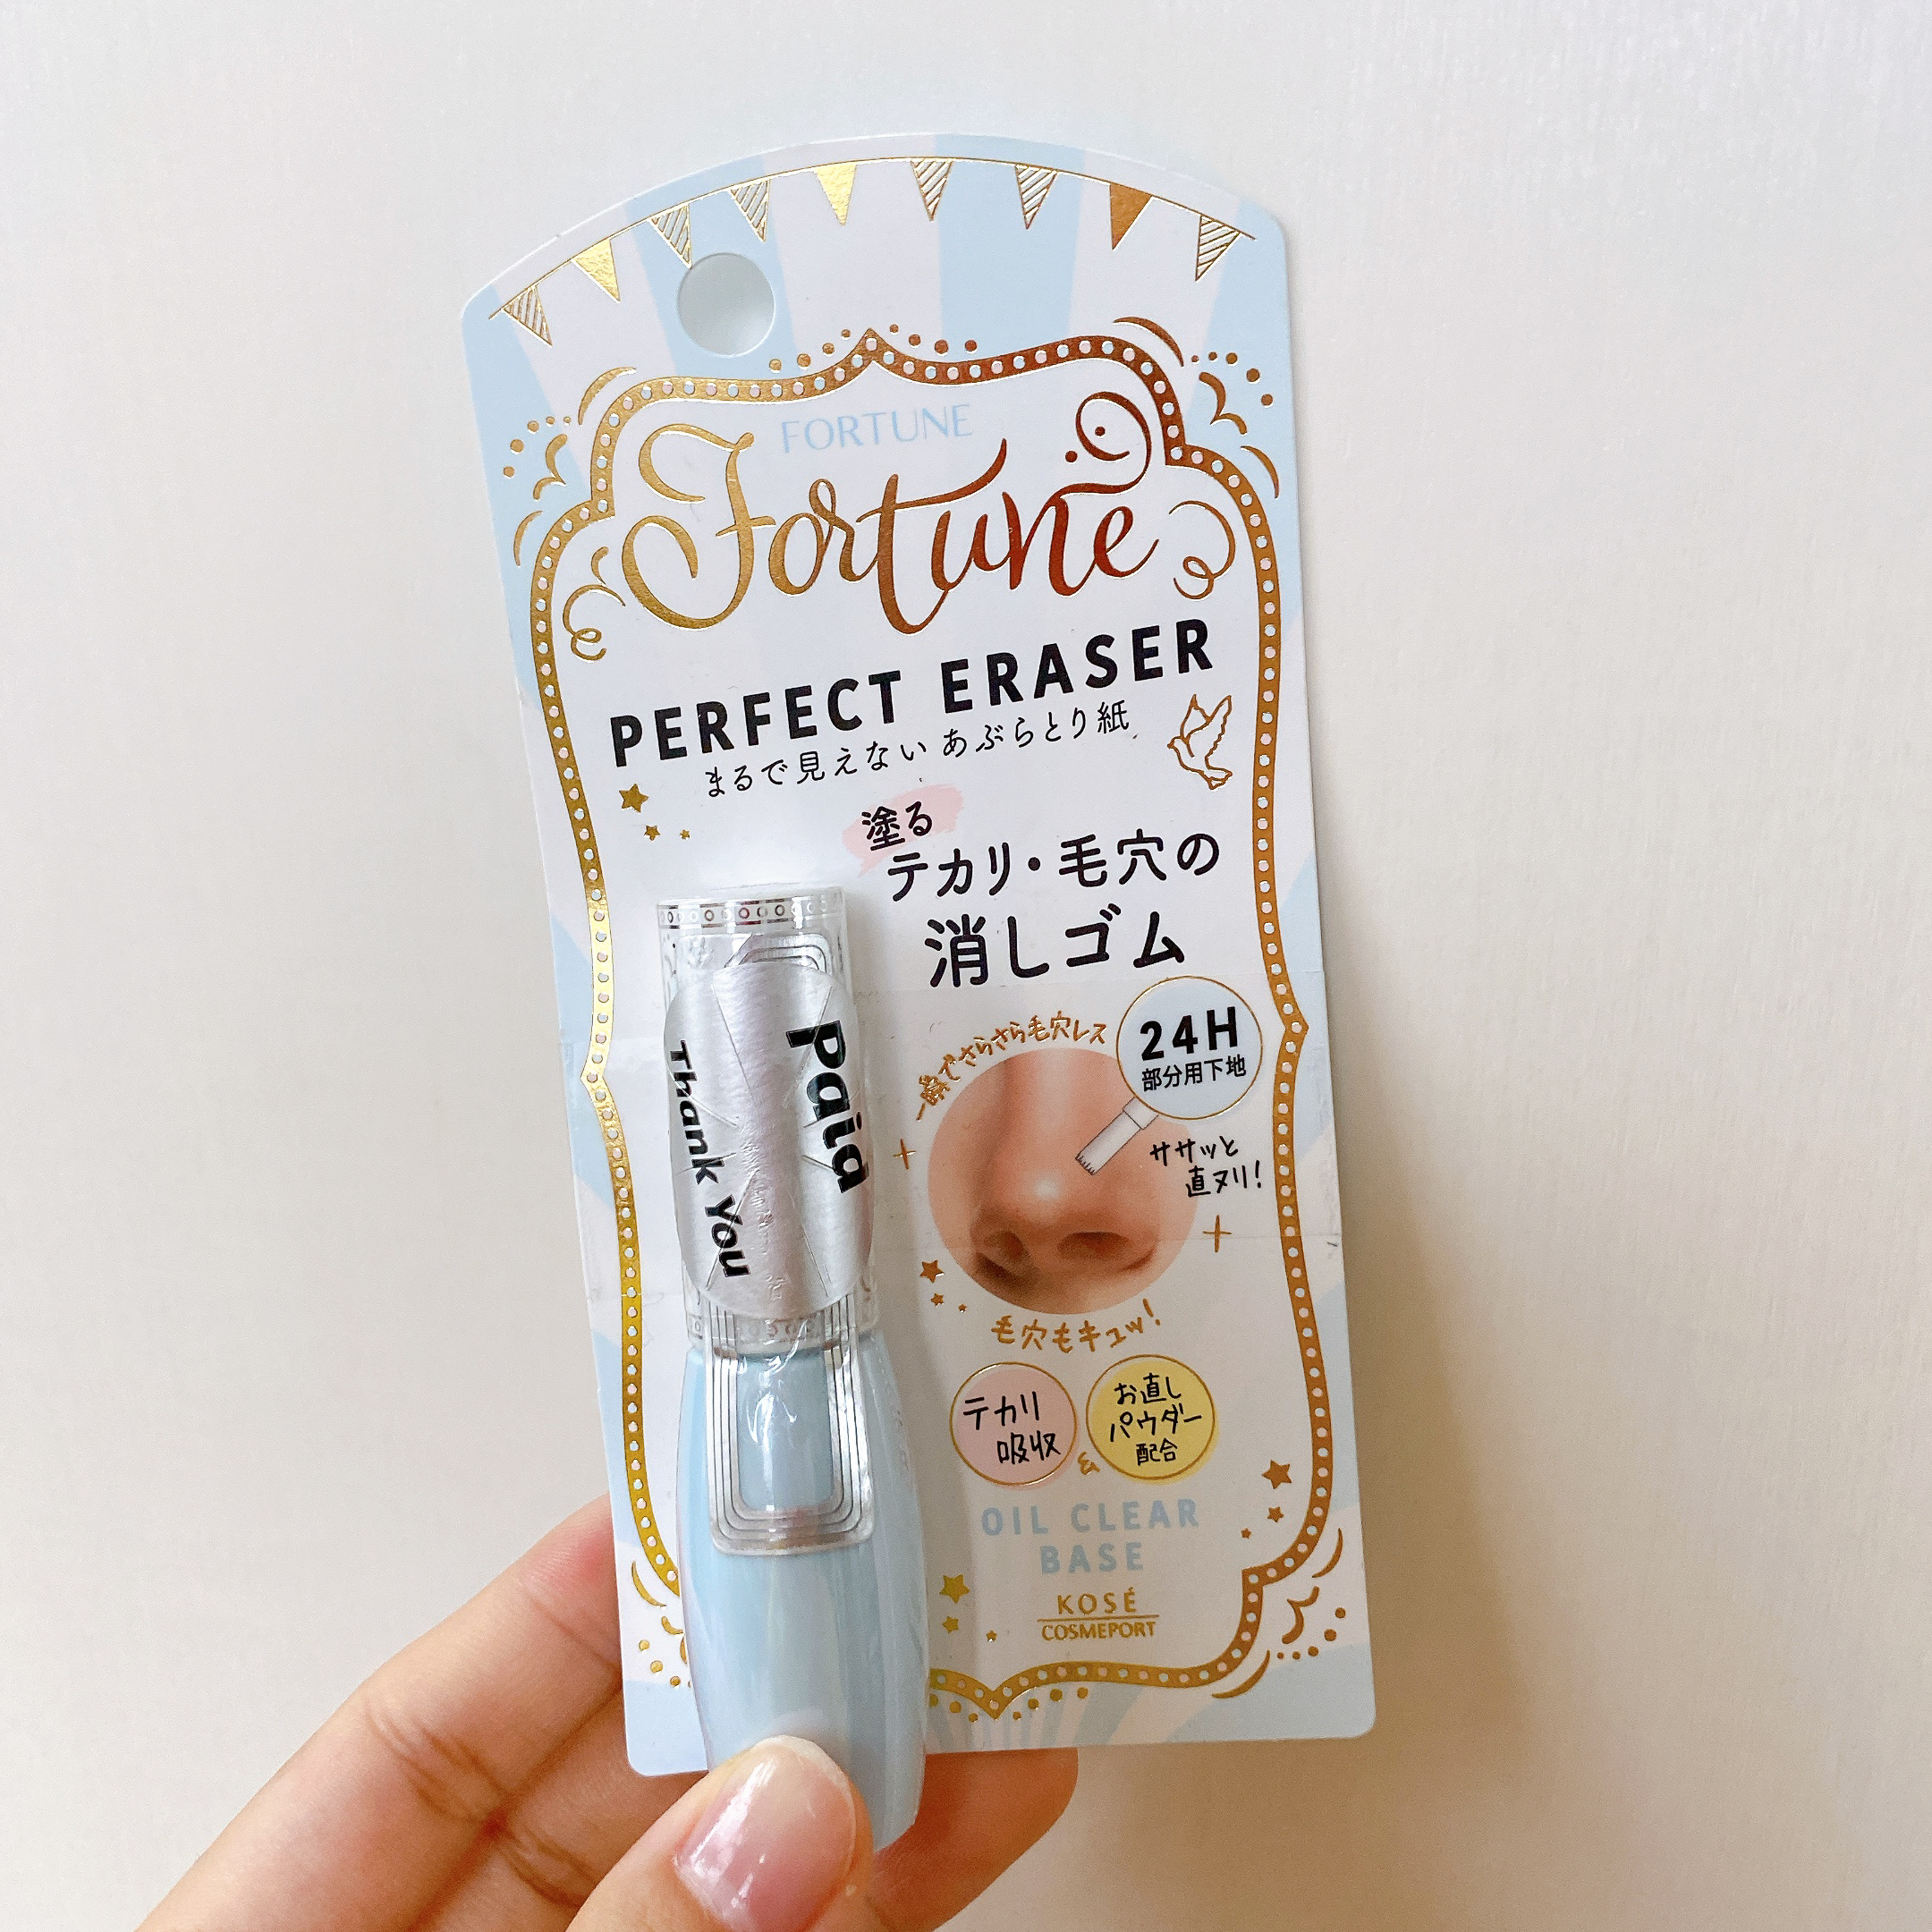 FORTUNE
Fortune
PERFECT ERASER
まるで見えない あぶらとり紙
塗る
テカリ・毛穴の
消しゴム
一瞬でさらさら毛穴レス
24H
部分用下地
ササッと
直ヌリ!
毛穴もキュッ!
テカリ
吸収
&
お直し
パウダー
配合
OIL CLEAR
BASE
KOSÉ
COSMEPORT
Paid
Thank You